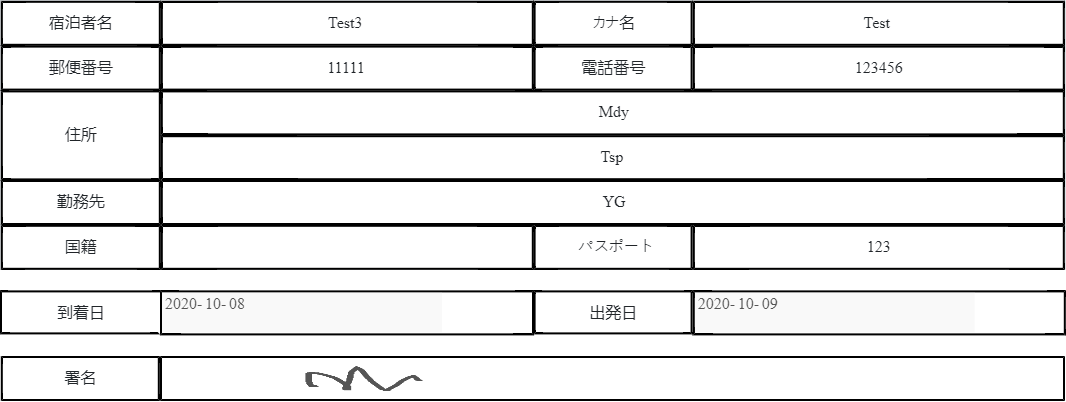 宿泊者名 Test3 カナ名 Test
郵便番号 11111 電話番号 123456
住所 Mdy
Tsp
勤務先 YG
国籍 パスポート 123
到着日 2020-10-08 出発日 2020-10-09
署名